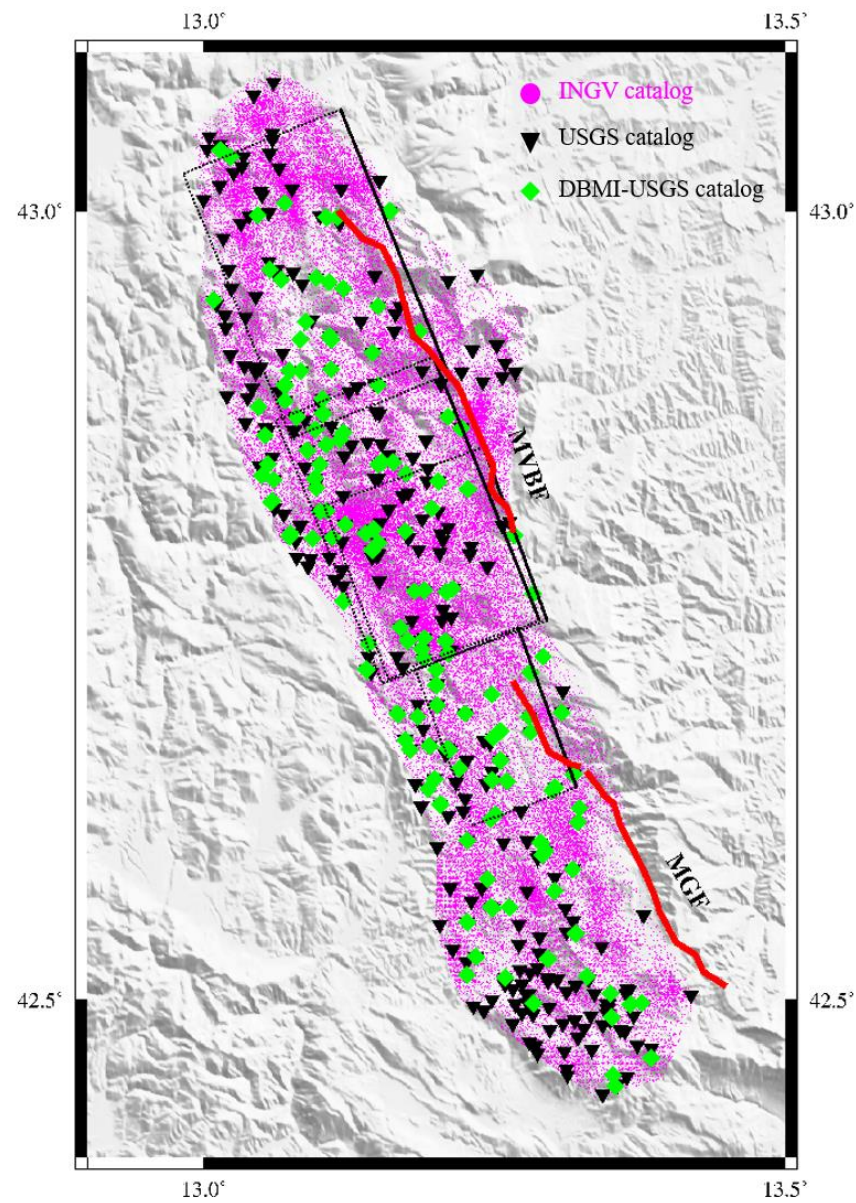 13.0° 13.5°
INGV catalog
USGS catalog
DBMI-USGS catalog
43.0° 43.0°
MVBF
MGF
42.5° 42.5°
13.0° 13.5°